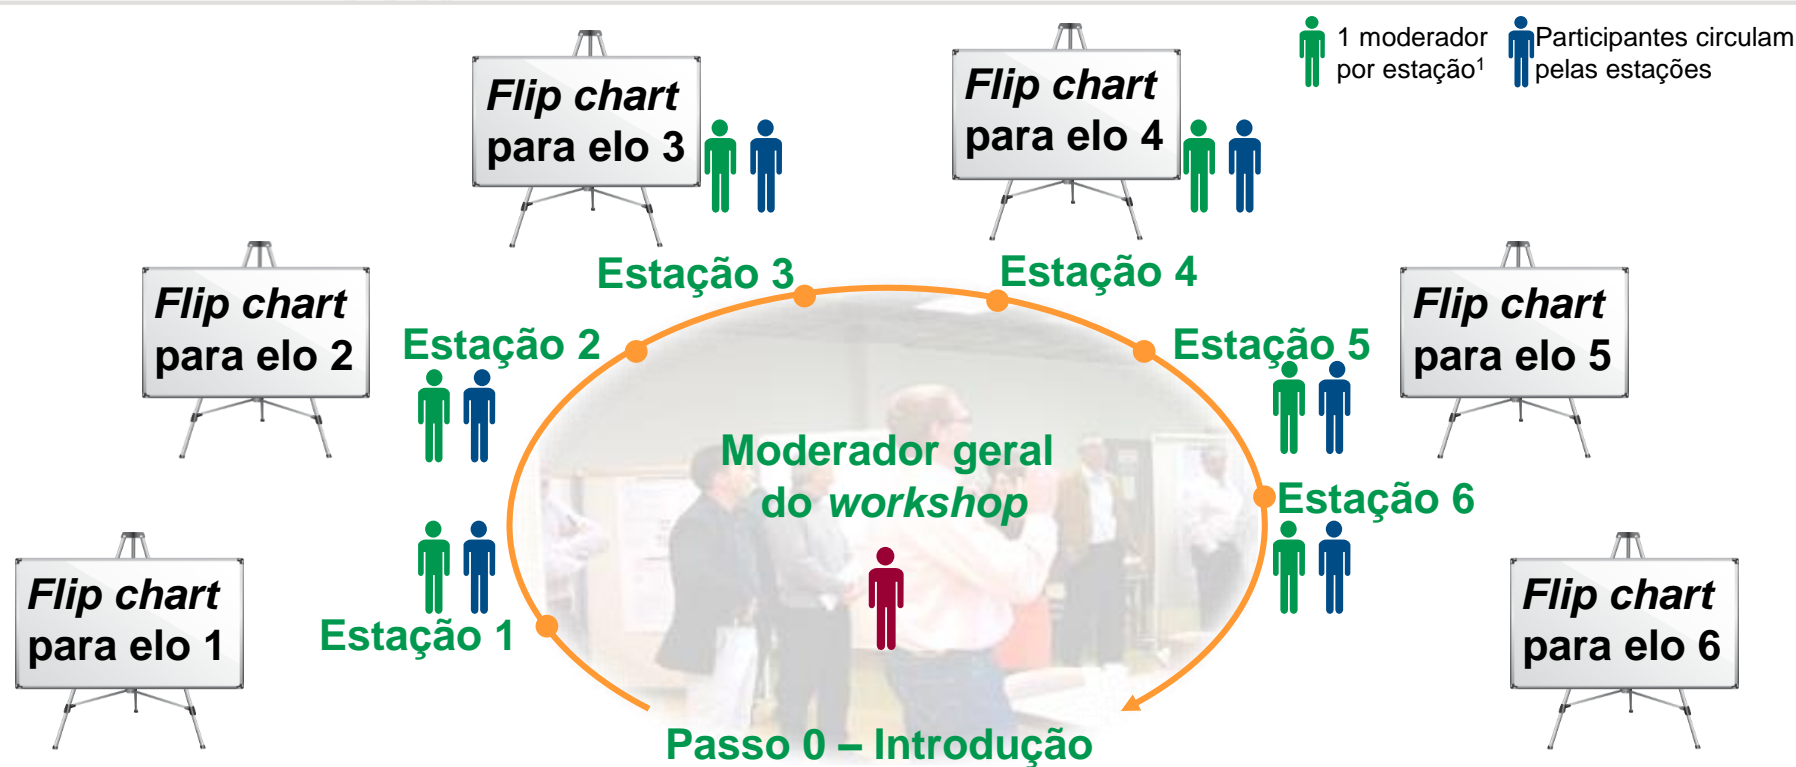 1 moderador
por estação¹
Participantes circulam
pelas estações
Flip chart
para elo 3
Flip chart
para elo 4
Estação 3
Estação 4
Flip chart
para elo 2
Flip chart
para elo 5
Estação 2
Estação 5
Moderador geral
do workshop
Estação 6
Flip chart
para elo 1
Estação 1
Flip chart
para elo 6
Passo 0 – Introdução